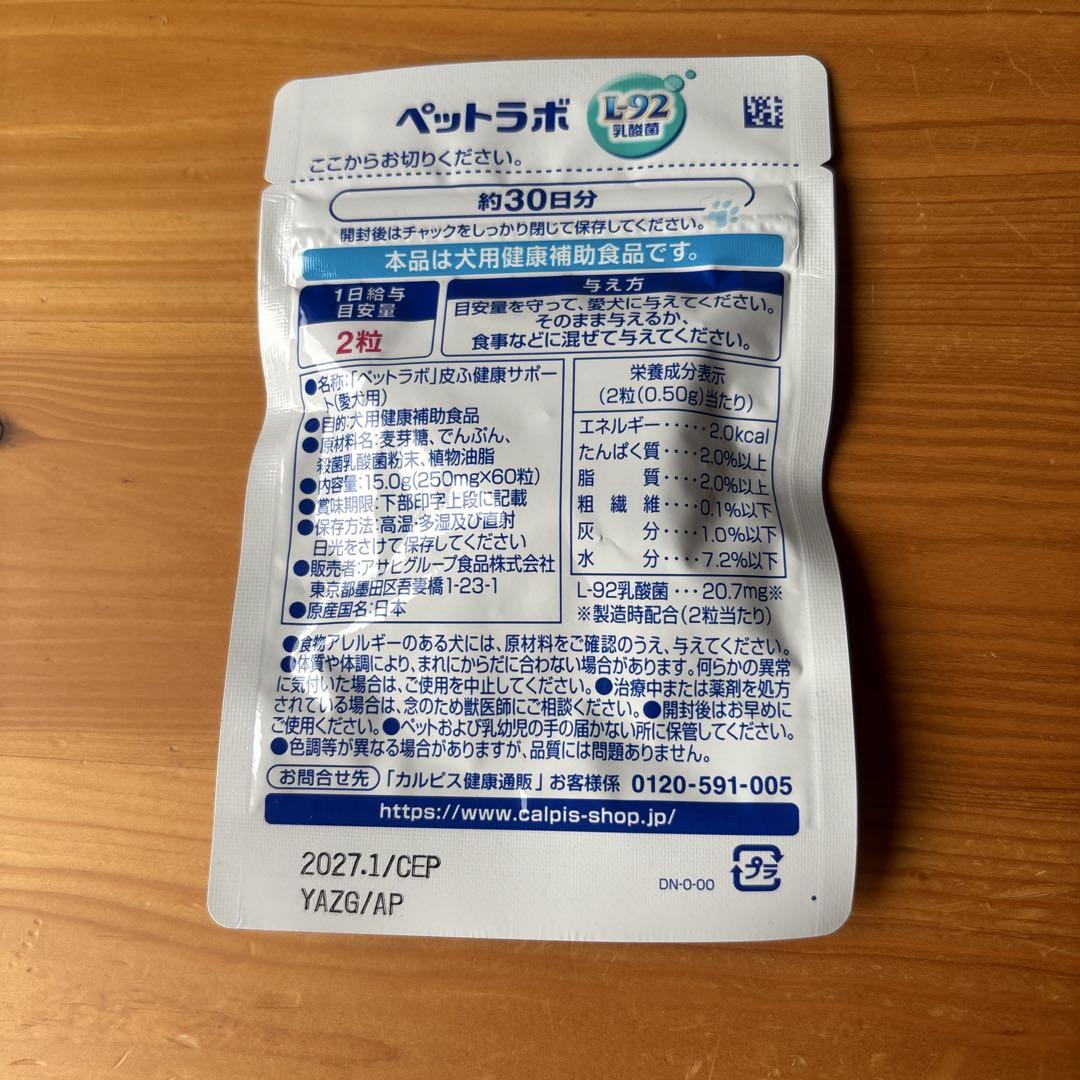 ペットラボ
L-92
乳酸菌
ここからお切りください。
約30日分
開封後はチャックをしっかり閉じて保存してください。
本品は犬用健康補助食品です。
1日給与
目安量
2粒
与え方
目安量を守って、愛犬に与えてください。
そのまま与えるか、
食事などに混ぜて与えてください。
●名称:「ペットラボ」皮ふ健康サポー
ト(愛犬用)
●目的:犬用健康補助食品
●原材料名:麦芽糖、でんぷん、
殺菌乳酸菌粉末、植物油脂
●内容量:15.0g(250mg×60粒)
●賞味期限:下部印字上段に記載
●保存方法:高温・多湿及び直射
日光をさけて保存してください
●販売者:アサヒグループ食品株式会社
東京都墨田区吾妻橋1-23-1
●原産国名:日本
栄養成分表示
(2粒(0.50g)当たり)
エネルギー・・・・・2.0kcal
たんぱく質・・・・2.0%以上
脂質・・・・2.0%以上
粗繊維・・・・0.1%以下
灰分・・・・1.0%以下
水分・・・・7.2%以下
L-92乳酸菌・・・20.7mg※
※製造時配合(2粒当たり)
●食物アレルギーのある犬には、原材料をご確認のうえ、与えてください。
●体質や体調により、まれにからだに合わない場合があります。何らかの異常
に気付いた場合は、ご使用を中止してください。●治療中または薬剤を処方
されている場合は、念のため獣医師にご相談ください。●開封後はお早めに
ご使用ください。●ペットおよび乳幼児の手の届かない所に保管してください。
●色調等が異なる場合がありますが、品質には問題ありません。
お問合せ先 「カルピス健康通販」お客様係 0120-591-005
https://www.calpis-shop.jp/
2027.1/CEP
YAZG/AP
DN-0-00
プラ